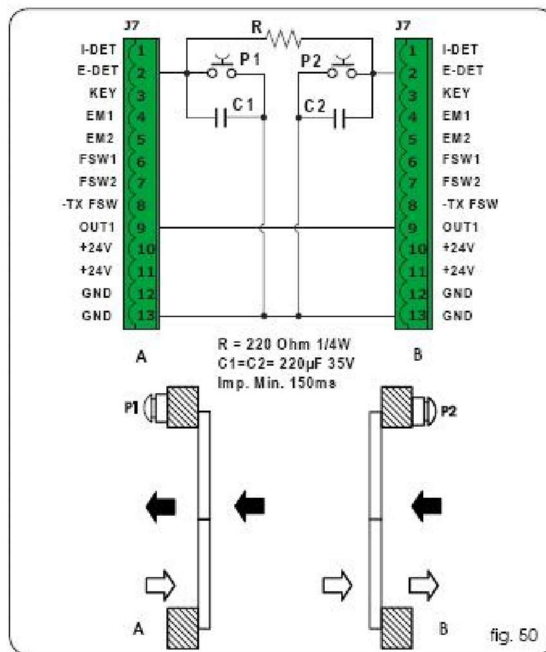 J7
R
J7
I-DET 1
E-DET 2
KEY 3
EM1 4
EM2 5
FSW1 6
FSW2 7
-TX FSW 8
OUT1 9
+24V 10
+24V 11
GND 12
GND 13
A
P1
P2
C1
C2
1 I-DET
2 E-DET
3 KEY
4 EM1
5 EM2
6 FSW1
7 FSW2
8 -TX FSW
9 OUT1
10 +24V
11 +24V
12 GND
13 GND
B
R = 220 Ohm 1/4W
C1=C2= 220µF 35V
Imp. Min. 150ms
P1
P2
A
B
fig. 50